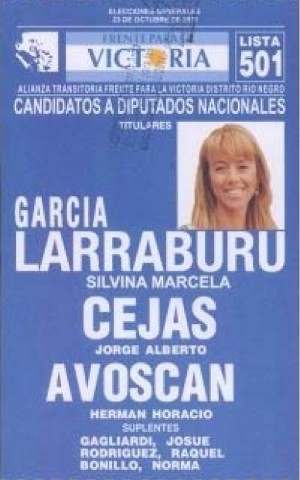 ELECCIONES GENERALES
23 DE OCTUBRE DE 2011
FRENTE PARA LA
VICTORIA
LISTA
501
ALIANZA TRANSITORIA FRENTE PARA LA VICTORIA DISTRITO RIO NEGRO
CANDIDATOS A DIPUTADOS NACIONALES
TITULARES
GARCIA
LARRABURU
SILVINA MARCELA
CEJAS
JORGE ALBERTO
AVOSCAN
HERMAN HORACIO
SUPLENTES
GAGLIARDI, JOSUE
RODRIGUEZ, RAQUEL
BONILLO, NORMA